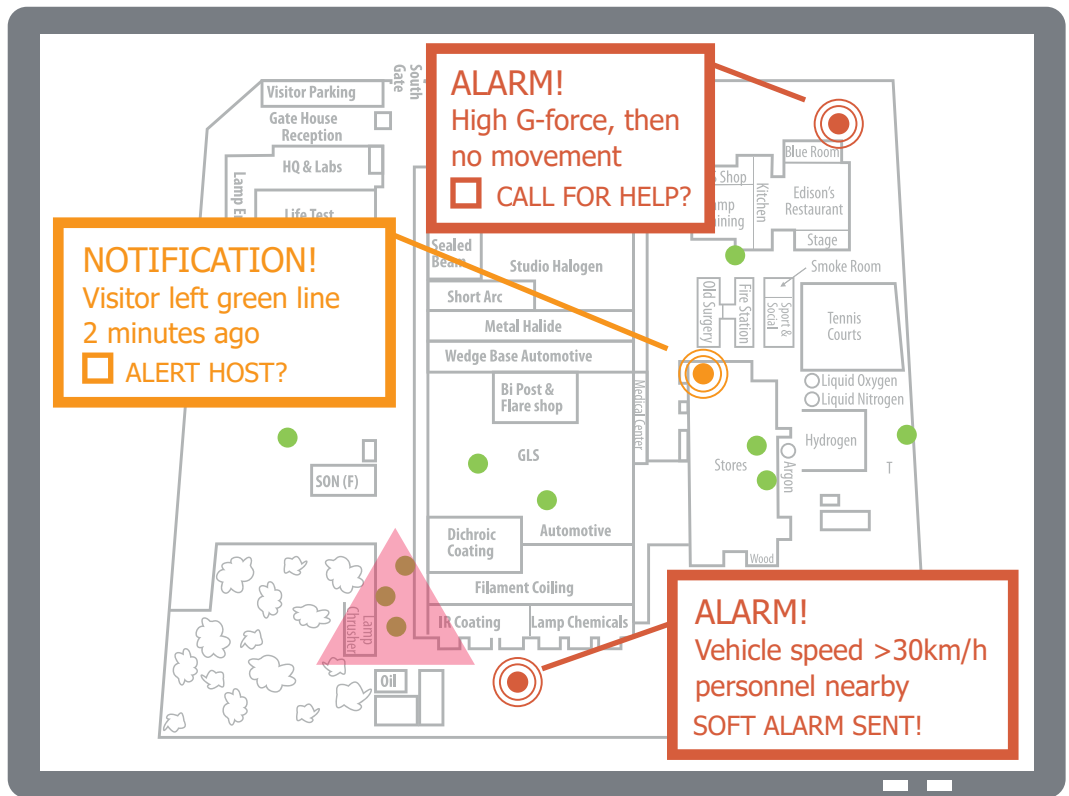 South
Gate
Visitor Parking
Gate House
Reception
HQ & Labs
Life Test
ALARM!
High G-force, then
no movement
CALL FOR HELP?
Blue Room
Shop
Kitchen
Edison's
Restaurant
Stage
Smoke Room
NOTIFICATION!
Visitor left green line
2 minutes ago
ALERT HOST?
Sealed
Beam
Studio Halogen
Short Arc
Metal Halide
Wedge Base Automotive
Bi Post &
Flare shop
GLS
Medical Center
Old Surgery
Fire Station
Sport &
Social
Tennis
Courts
Liquid Oxygen
Liquid Nitrogen
Hydrogen
Argon
Stores
T
SON (F)
Dichroic
Coating
Automotive
Wood
Filament Coiling
IR Coating
Lamp Chemicals
Lamp
Chrusher
Oil
ALARM!
Vehicle speed >30km/h
personnel nearby
SOFT ALARM SENT!